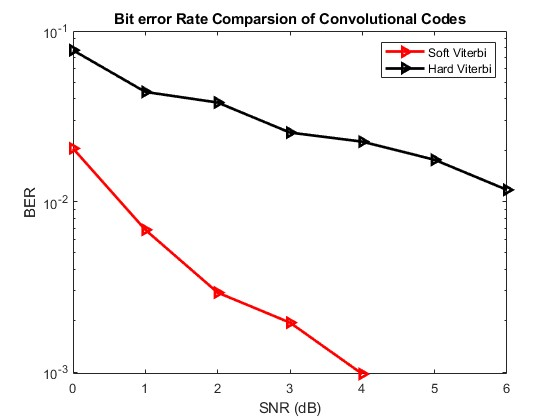 Bit error Rate Comparsion of Convolutional Codes
Soft Viterbi
Hard Viterbi
10^-1
10^-2
10^-3
BER
0 1 2 3 4 5 6
SNR (dB)